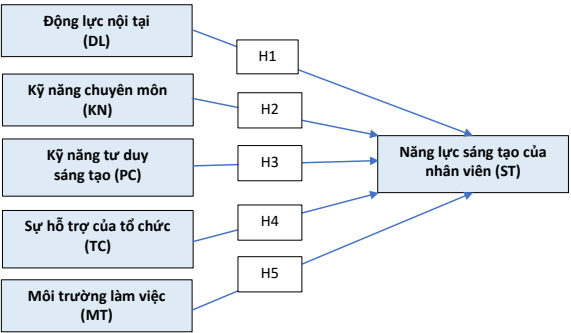 Động lực nội tại
(DL)
H1
Kỹ năng chuyên môn
(KN)
H2
Kỹ năng tư duy
sáng tạo (PC)
H3
Năng lực sáng tạo của
nhân viên (ST)
Sự hỗ trợ của tổ chức
(TC)
H4
Môi trường làm việc
(MT)
H5